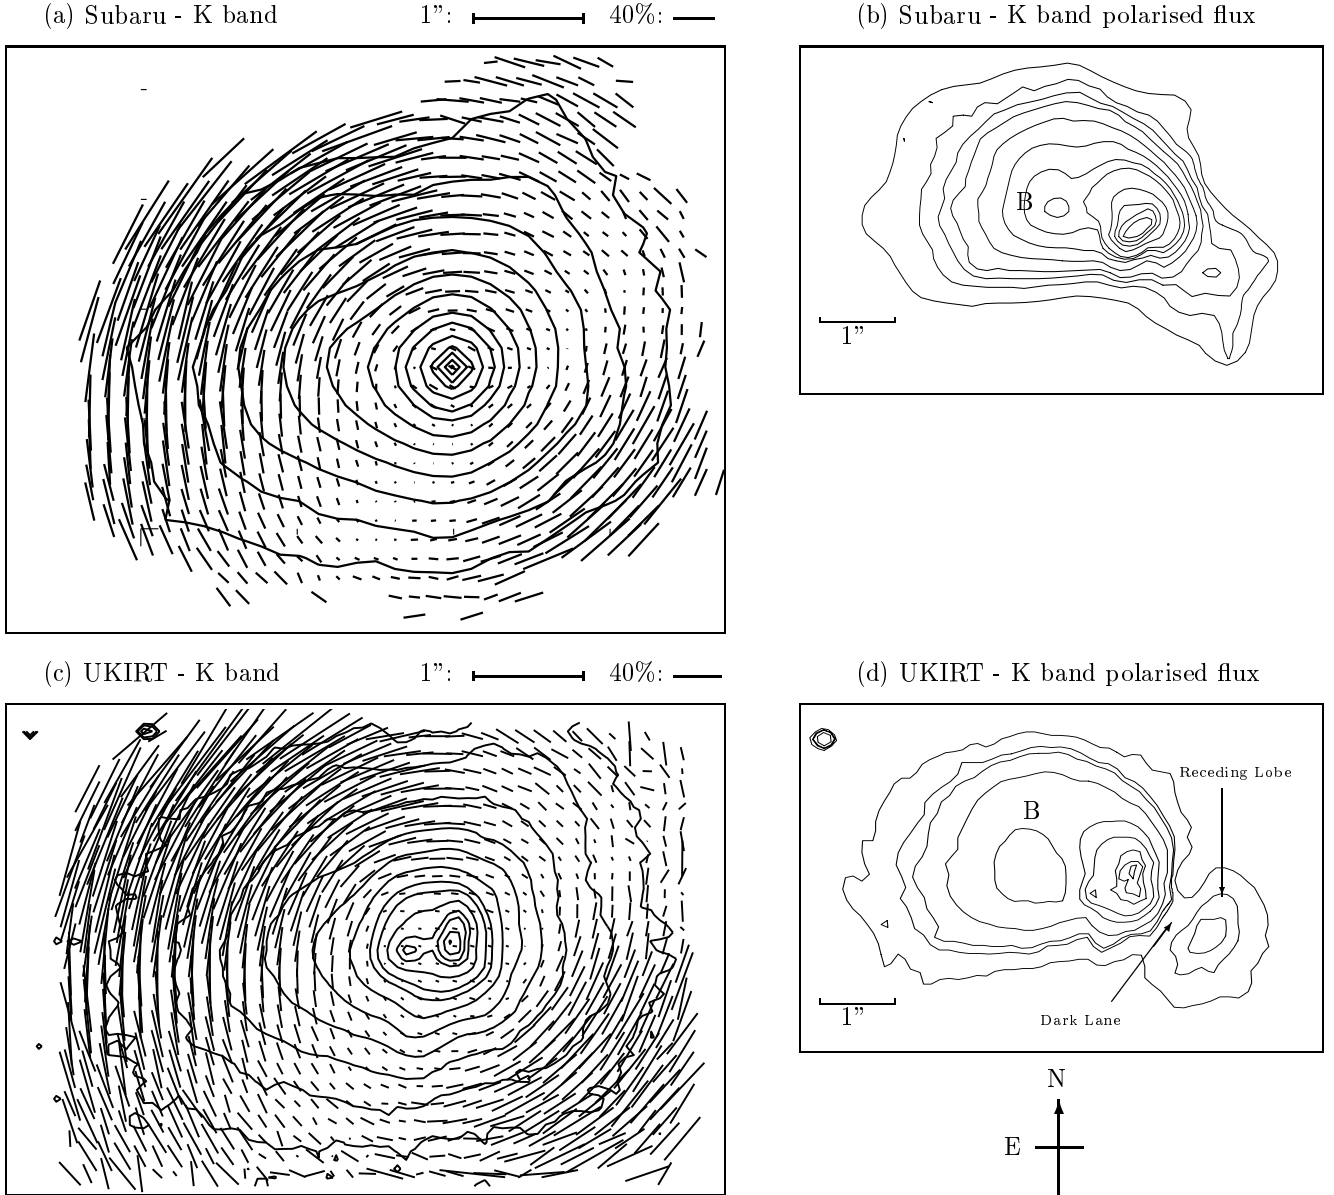 (a) Subaru - K band 1”: 40%:
(b) Subaru - K band polarised flux
B
1”
(c) UKIRT - K band 1”: 40%:
(d) UKIRT - K band polarised flux
Receding Lobe
B
1”
Dark Lane
N
E